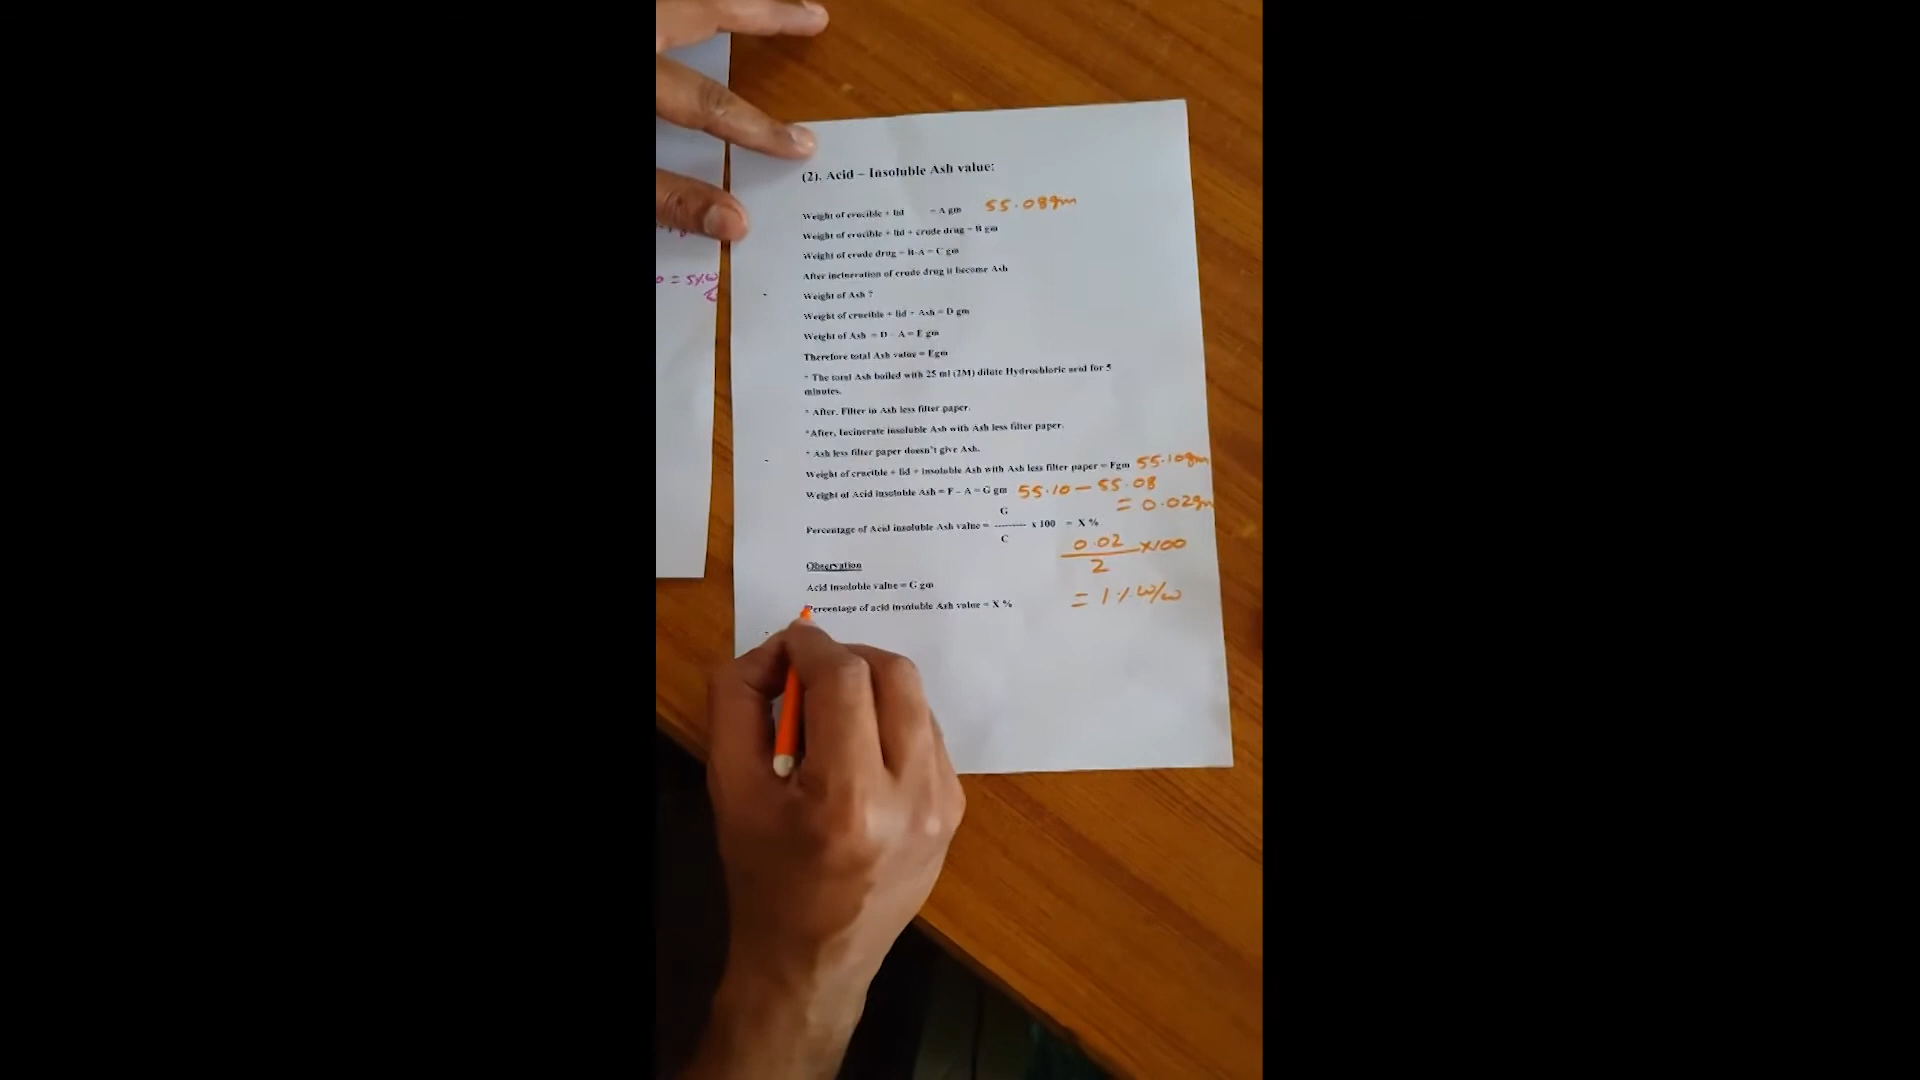 (2). Acid – Insoluble Ash value:
Weight of crucible + lid = A gm 55.08gm
Weight of crucible + lid + crude drug = B gm
Weight of crude drug = B-A = C gm
After incineration of crude drug it become Ash
Weight of Ash ?
Weight of crucible + lid + Ash = D gm
Weight of Ash = D - A = E gm
Therefore total Ash value = Egm
* The total Ash boiled with 25 ml (2M) dilute Hydrochloric acid for 5
minutes.
* After, Filter in Ash less filter paper.
*After, Incinerate insoluble Ash with Ash less filter paper.
* Ash less filter paper doesn't give Ash.
Weight of crucible + lid + insoluble Ash with Ash less filter paper = Fgm 55.10gm
Weight of Acid insoluble Ash = F – A = G gm 55.10 — 55.08
= 0.02gm
G
Percentage of Acid insoluble Ash value = --------- x 100 = X %
C
0.02 x100
2
= 1 % w/w
Observation
Acid insoluble value = G gm
Percentage of acid insoluble Ash value = X %
= 5% w